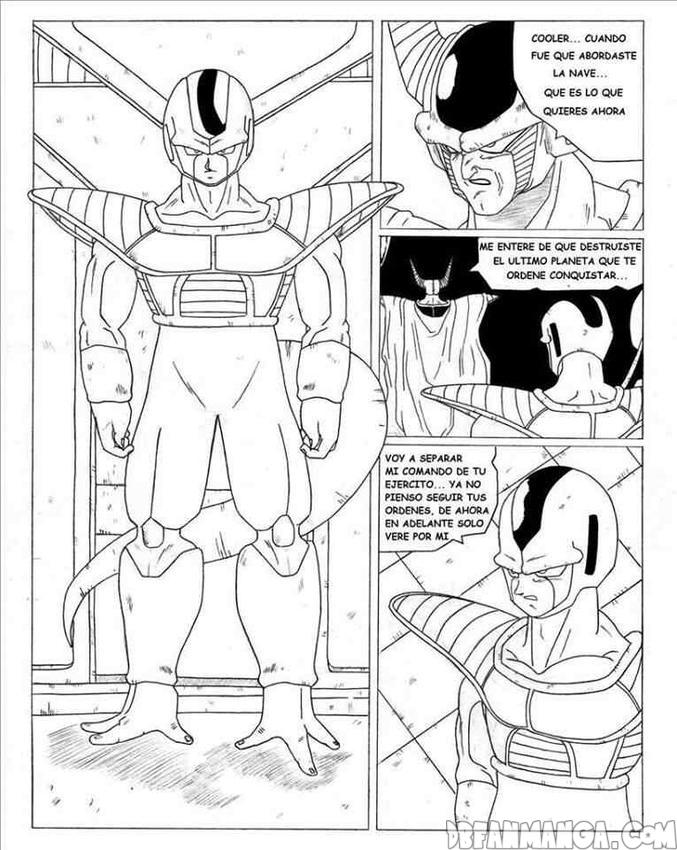 COOLER... CUANDO
FUE QUE ABORDASTE
LA NAVE...
QUE ES LO QUE
QUIERES AHORA
ME ENTERE DE QUE DESTRUISTE
EL ULTIMO PLANETA QUE TE
ORDENE CONQUISTAR...
VOY A SEPARAR
MI COMANDO DE TU
EJERCITO... YA NO
PIENSO SEGUIR TUS
ORDENES, DE AHORA
EN ADELANTE SOLO
VERE POR MI
DBFANMANGA.COM